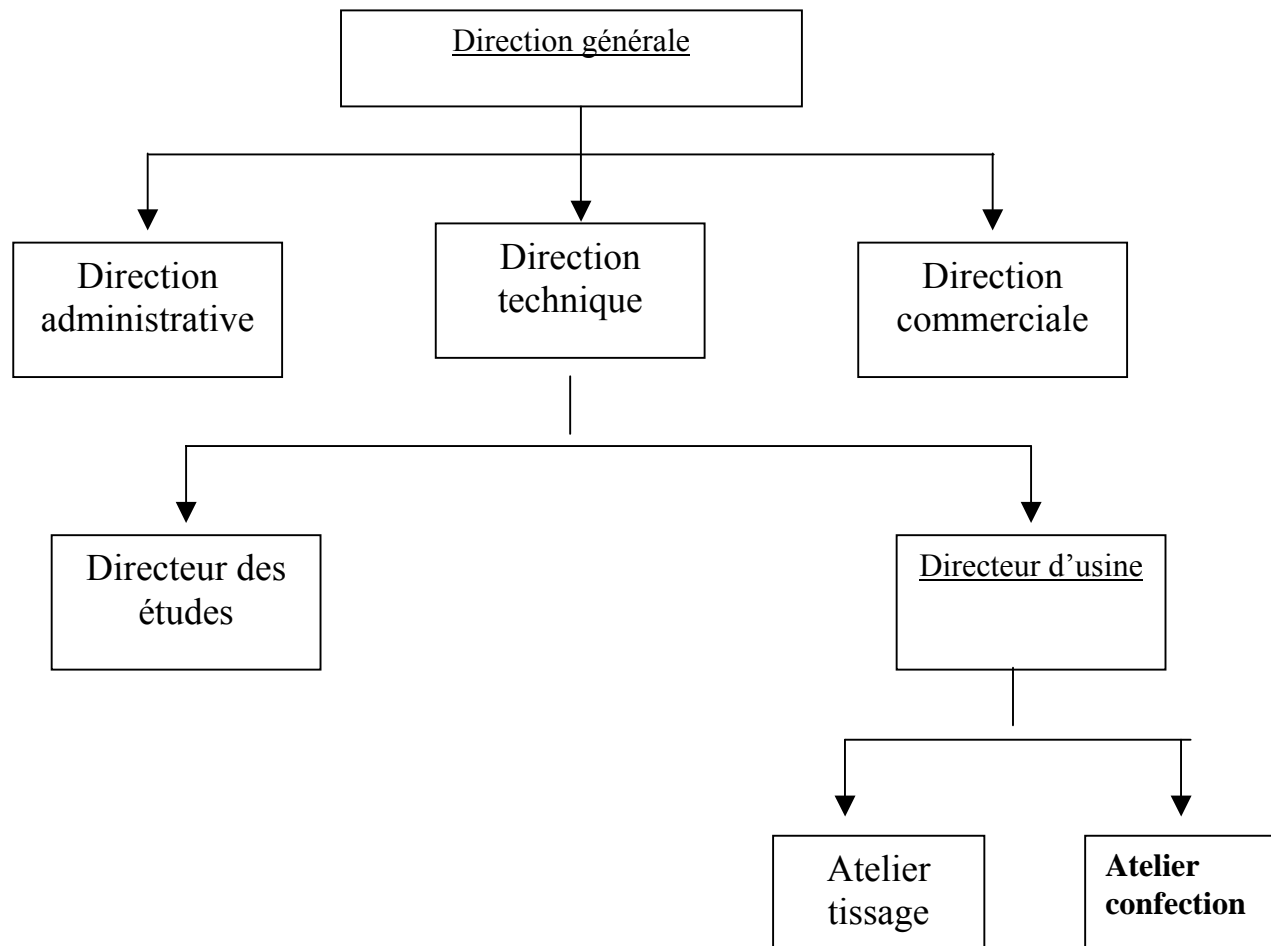 Direction générale
Direction
administrative
Direction
technique
Direction
commerciale
Directeur des
études
Directeur d’usine
Atelier
tissage
Atelier
confection